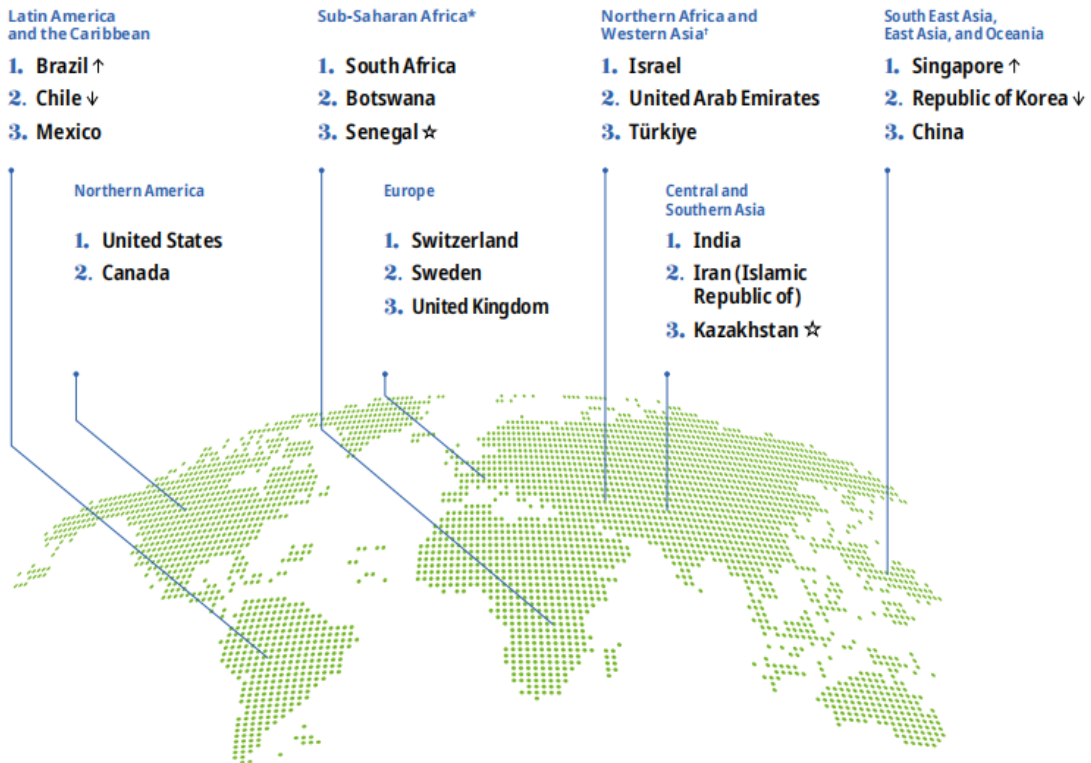 Latin America
and the Caribbean
1. Brazil ↑
2. Chile ↓
3. Mexico
Sub-Saharan Africa*
1. South Africa
2. Botswana
3. Senegal ☆
Northern Africa and
Western Asia†
1. Israel
2. United Arab Emirates
3. Türkiye
South East Asia,
East Asia, and Oceania
1. Singapore ↑
2. Republic of Korea ↓
3. China
Northern America
1. United States
2. Canada
Europe
1. Switzerland
2. Sweden
3. United Kingdom
Central and
Southern Asia
1. India
2. Iran (Islamic
Republic of)
3. Kazakhstan ☆